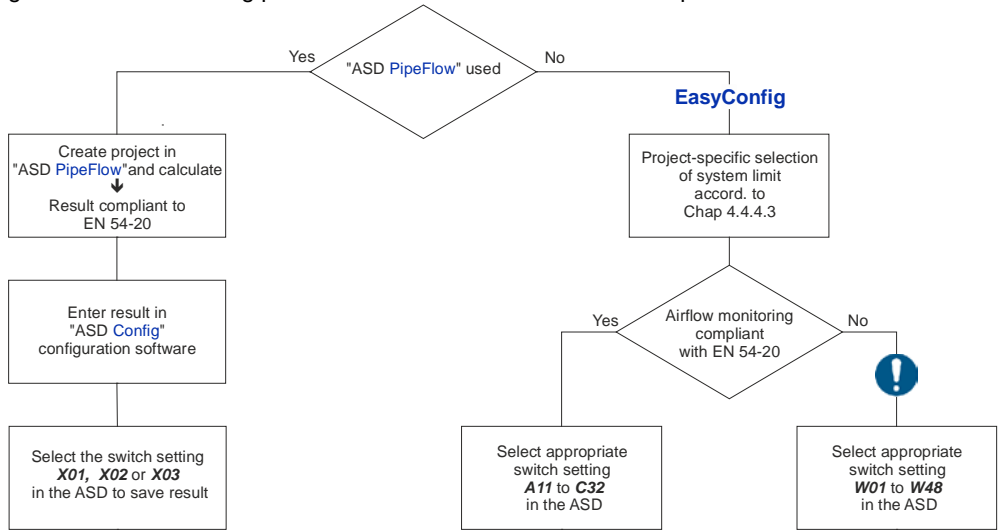 Yes
"ASD PipeFlow" used
No
EasyConfig
Create project in
"ASD PipeFlow"and calculate
Result compliant to
EN 54-20
Project-specific selection
of system limit
accord. to
Chap 4.4.4.3
Enter result in
"ASD Config"
configuration software
Yes
Airflow monitoring
compliant
with EN 54-20
No
Select the switch setting
X01, X02 or X03
in the ASD to save result
Select appropriate
switch setting
A11 to C32
in the ASD
Select appropriate
switch setting
W01 to W48
in the ASD